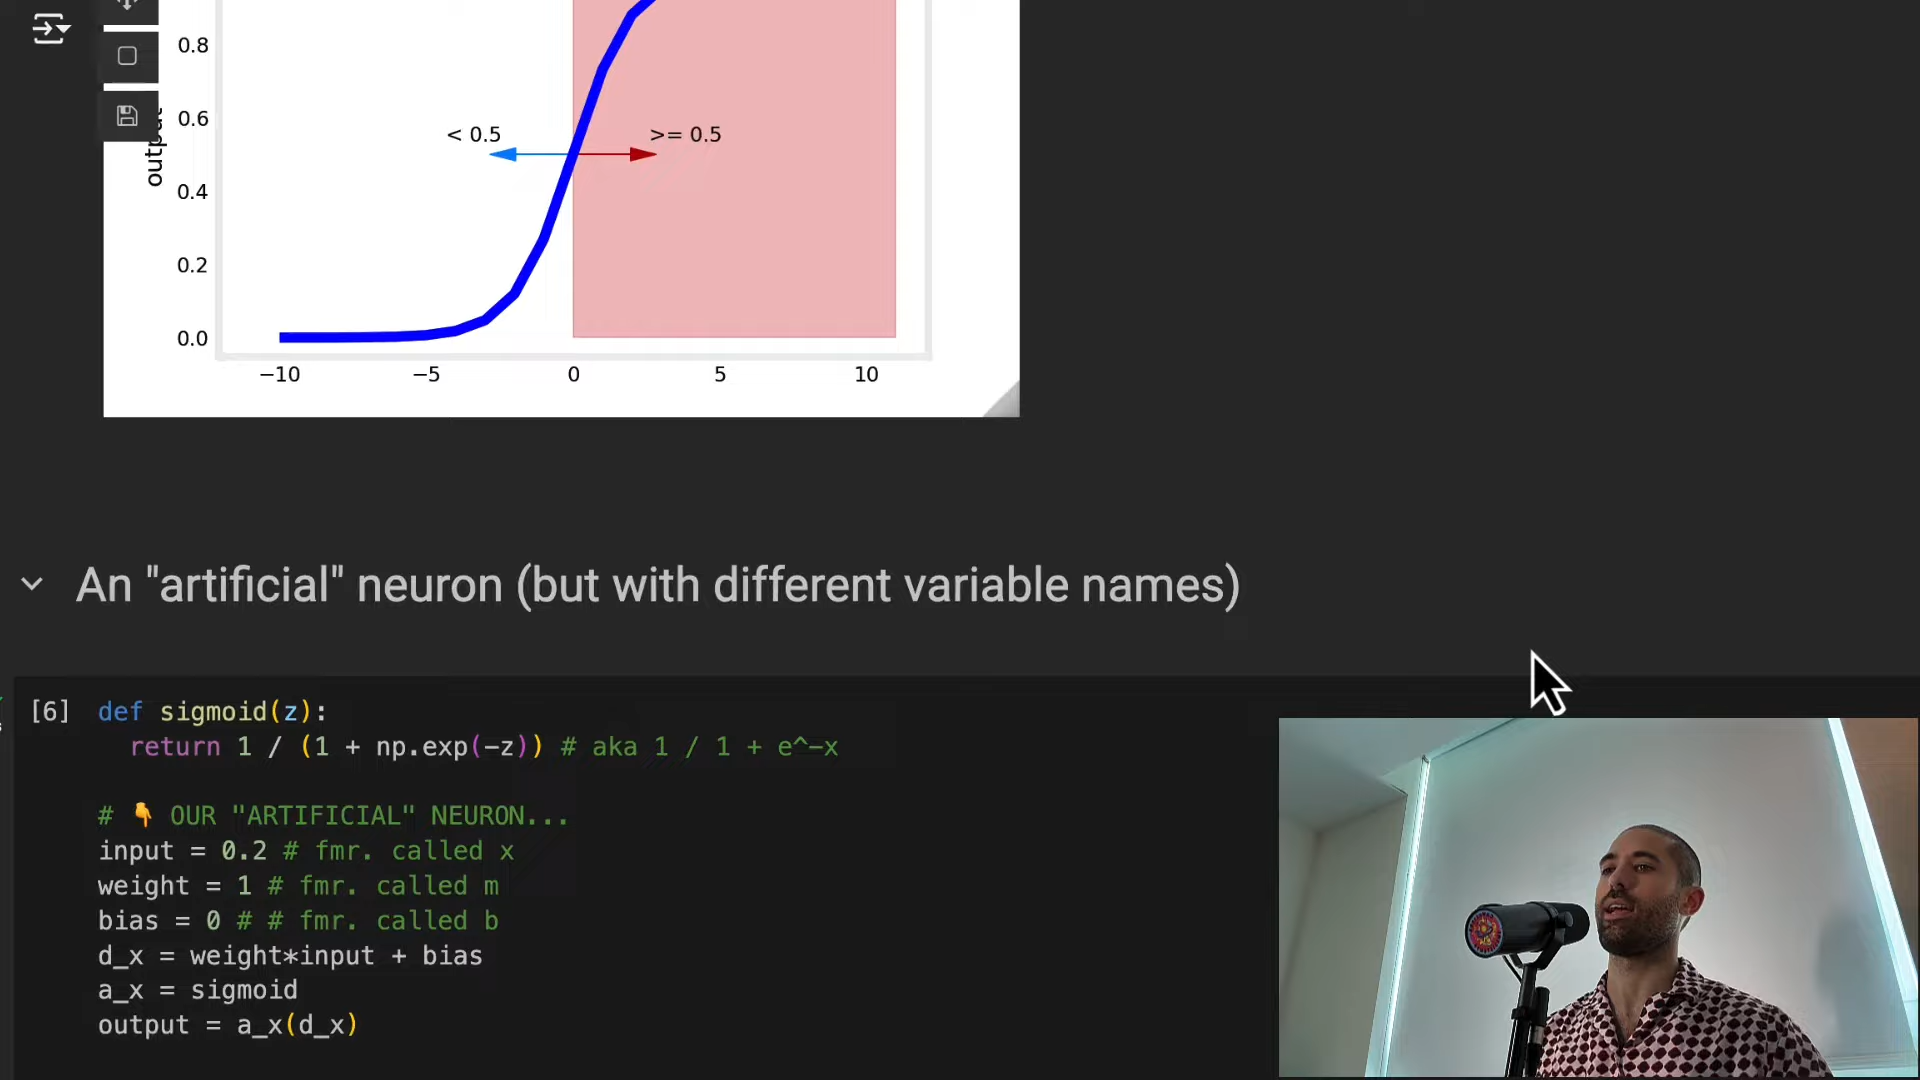 0.8
output
0.6
< 0.5
>= 0.5
0.4
0.2
0.0
−10
−5
0
5
10
An "artificial" neuron (but with different variable names)
[6]
def sigmoid(z):
return 1 / (1 + np.exp(-z)) # aka 1 / 1 + e^-x
# 👇 OUR "ARTIFICIAL" NEURON...
input = 0.2 # fmr. called x
weight = 1 # fmr. called m
bias = 0 # # fmr. called b
d_x = weight*input + bias
a_x = sigmoid
output = a_x(d_x)